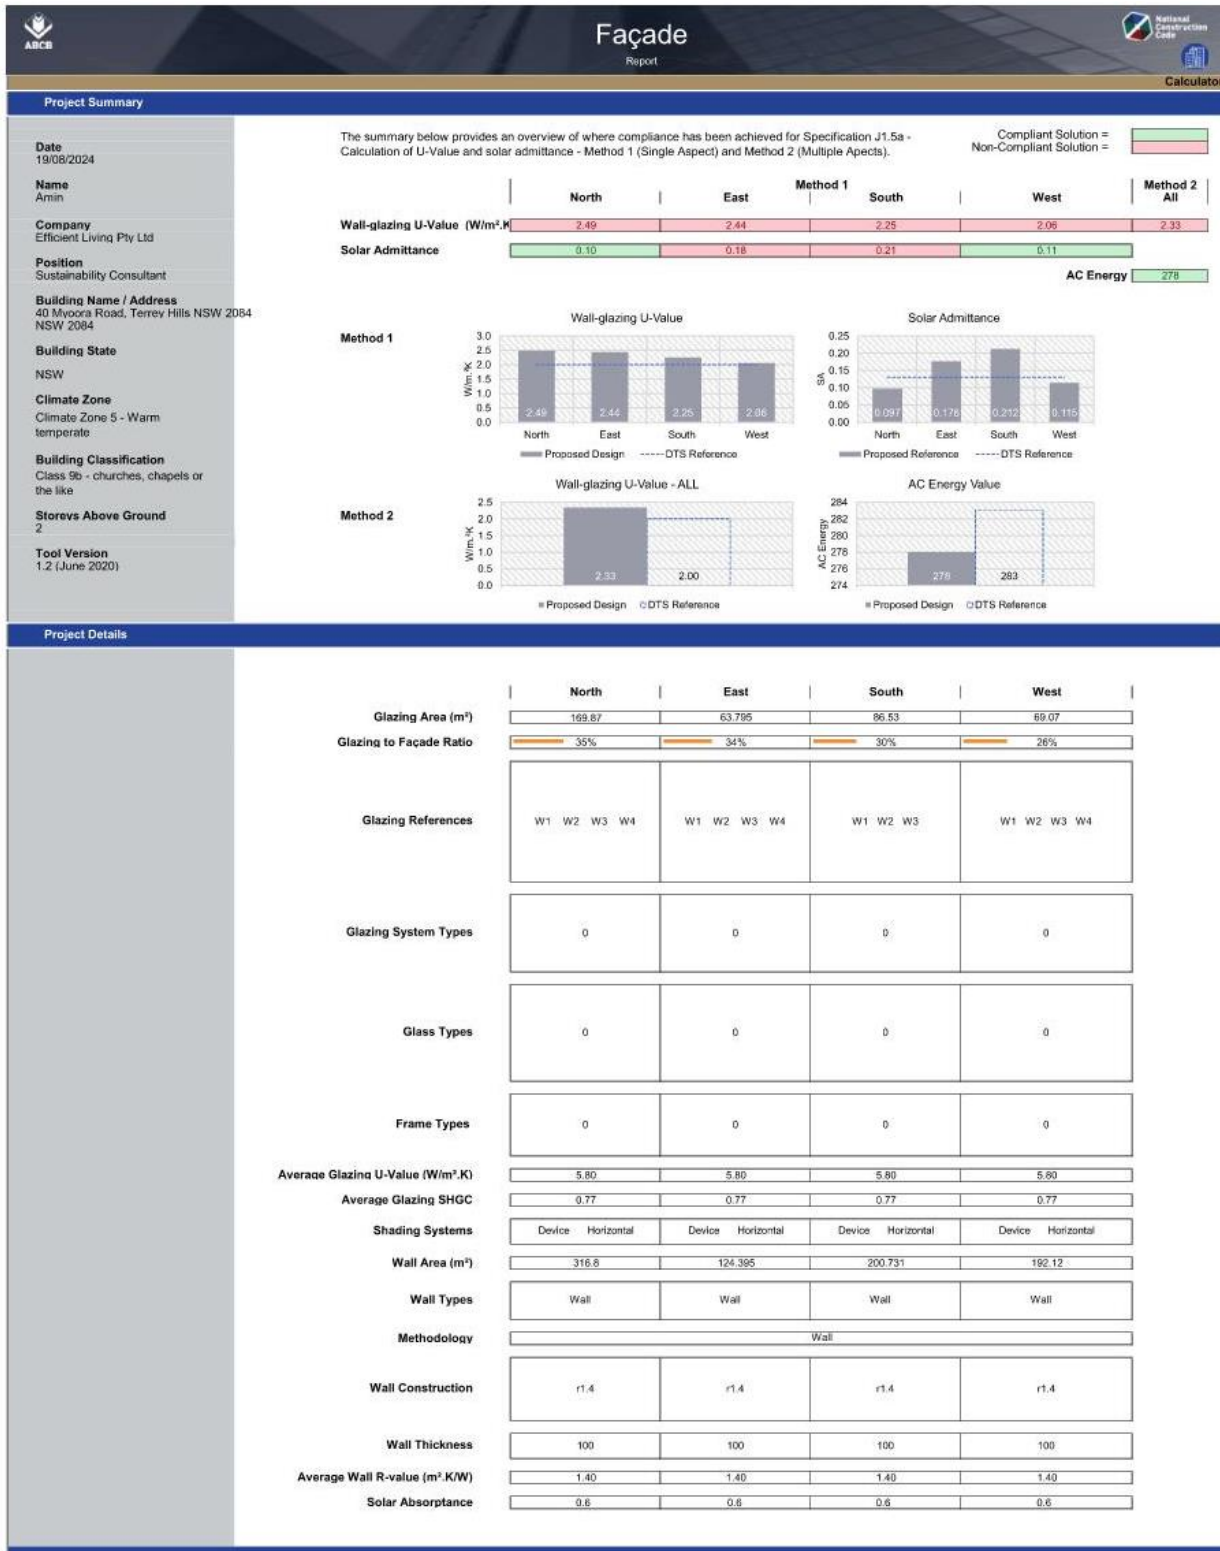 ABCB
Façade
Report
National
Construction
Code
Calculator
Project Summary
Date
19/08/2024
Name
Amin
Company
Efficient Living Pty Ltd
Position
Sustainability Consultant
Building Name / Address
40 Myoora Road, Terrey Hills NSW 2084
NSW 2084
Building State
NSW
Climate Zone
Climate Zone 5 - Warm
temperate
Building Classification
Class 9b - churches, chapels or
the like
Storeys Above Ground
2
Tool Version
1.2 (June 2020)
The summary below provides an overview of where compliance has been achieved for Specification J1.5a -
Calculation of U-Value and solar admittance - Method 1 (Single Aspect) and Method 2 (Multiple Apects).
Compliant Solution =
Non-Compliant Solution =
Method 1 Method 2
North East South West All
Wall-glazing U-Value (W/m².K 2.49 2.44 2.25 2.06 2.33
Solar Admittance 0.10 0.18 0.21 0.11
AC Energy 278
Method 1
Wall-glazing U-Value
W/m.²K
3.0
2.5
2.0
1.5
1.0
0.5
0.0
2.49 2.44 2.25 2.06
North East South West
Proposed Design DTS Reference
Solar Admittance
SA
0.25
0.20
0.15
0.10
0.05
0.00
0.097 0.176 0.212 0.115
North East South West
Proposed Reference DTS Reference
Method 2
Wall-glazing U-Value - ALL
W/m.²K
2.5
2.0
1.5
1.0
0.5
0.0
2.33 2.00
Proposed Design DTS Reference
AC Energy Value
AC Energy
284
282
280
278
276
274
278 283
Proposed Design DTS Reference
Project Details
North East South West
Glazing Area (m²) 169.87 63.795 86.53 69.07
Glazing to Façade Ratio 35% 34% 30% 26%
Glazing References W1 W2 W3 W4 W1 W2 W3 W4 W1 W2 W3 W1 W2 W3 W4
Glazing System Types 0 0 0 0
Glass Types 0 0 0 0
Frame Types 0 0 0 0
Average Glazing U-Value (W/m².K) 5.80 5.80 5.80 5.80
Average Glazing SHGC 0.77 0.77 0.77 0.77
Shading Systems Device Horizontal Device Horizontal Device Horizontal Device Horizontal
Wall Area (m²) 316.8 124.395 200.731 192.12
Wall Types Wall Wall Wall Wall
Methodology Wall
Wall Construction r1.4 r1.4 r1.4 r1.4
Wall Thickness 100 100 100 100
Average Wall R-value (m².K/W) 1.40 1.40 1.40 1.40
Solar Absorptance 0.6 0.6 0.6 0.6